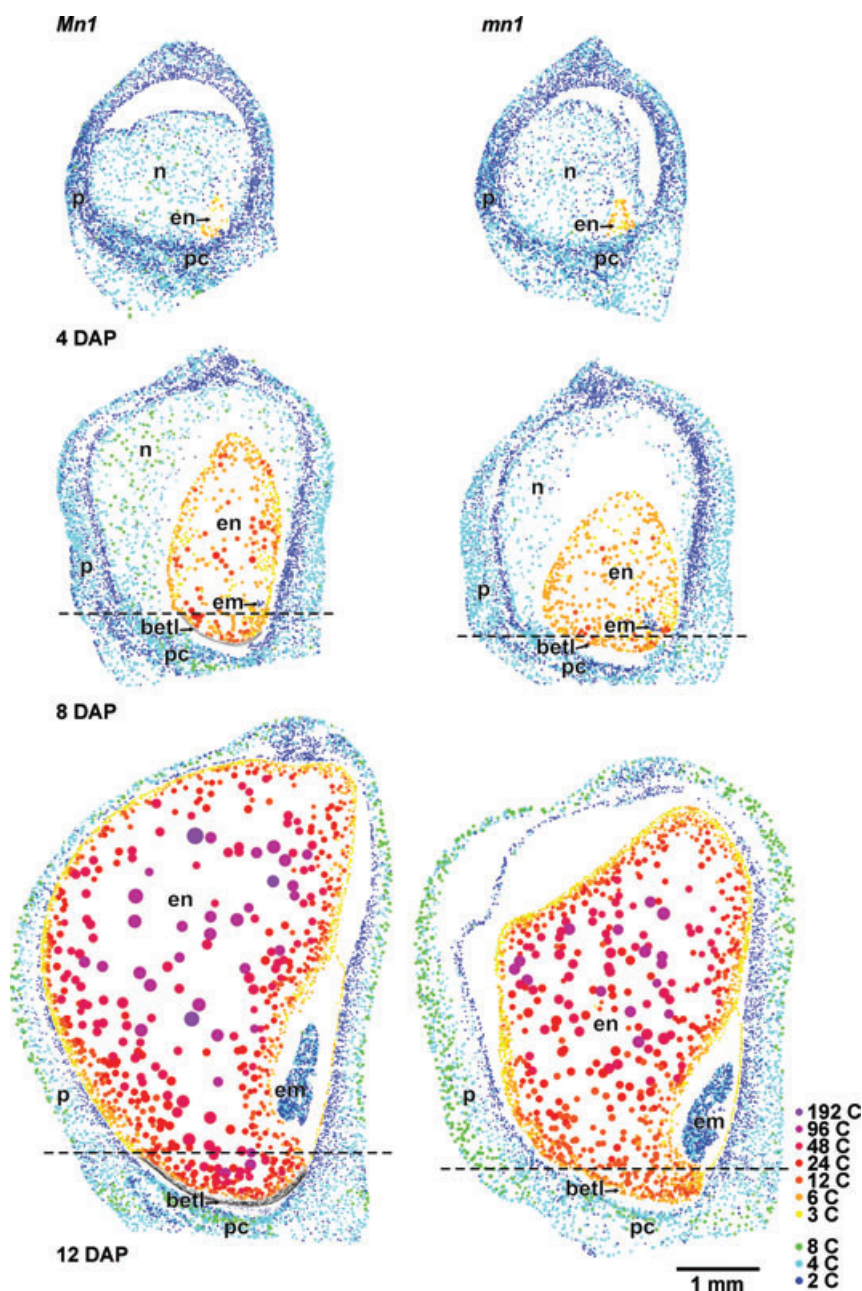 Mn1 mn1
n n
p p
en en
pc pc
4 DAP
n n
en en
p p
em em
betl betl
pc pc
8 DAP
en en
p em p em
192 C
96 C
48 C
24 C
12 C
6 C
3 C
betl betl
pc pc
8 C
4 C
2 C
12 DAP
1 mm